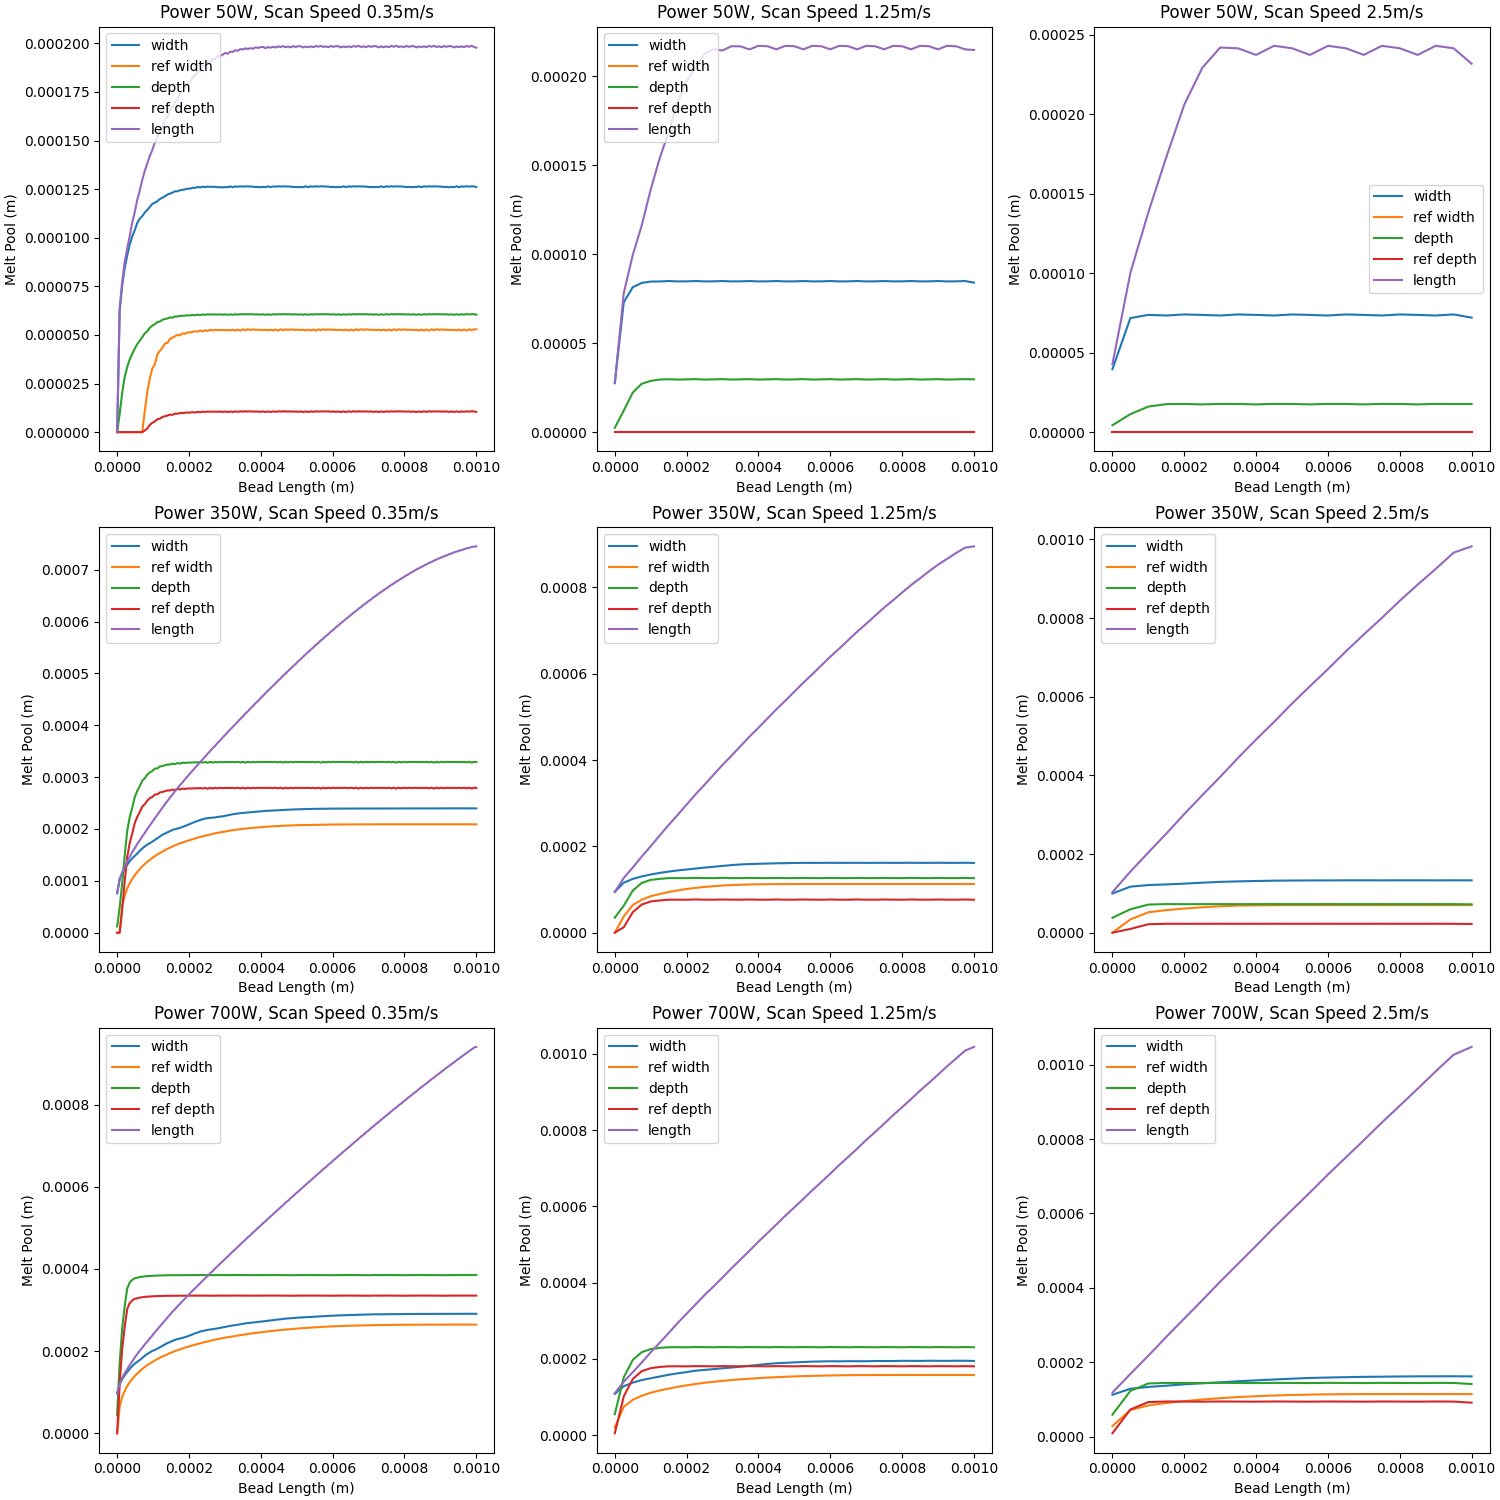 Power 50W, Scan Speed 0.35m/s
Melt Pool (m)
0.000200
0.000175
0.000150
0.000125
0.000100
0.000075
0.000050
0.000025
0.000000
width
ref width
depth
ref depth
length
0.0000 0.0002 0.0004 0.0006 0.0008 0.0010
Bead Length (m)
Power 50W, Scan Speed 1.25m/s
Melt Pool (m)
0.00020
0.00015
0.00010
0.00005
0.00000
width
ref width
depth
ref depth
length
0.0000 0.0002 0.0004 0.0006 0.0008 0.0010
Bead Length (m)
Power 50W, Scan Speed 2.5m/s
Melt Pool (m)
0.00025
0.00020
0.00015
0.00010
0.00005
0.00000
width
ref width
depth
ref depth
length
0.0000 0.0002 0.0004 0.0006 0.0008 0.0010
Bead Length (m)
Power 350W, Scan Speed 0.35m/s
Melt Pool (m)
0.0007
0.0006
0.0005
0.0004
0.0003
0.0002
0.0001
0.0000
width
ref width
depth
ref depth
length
0.0000 0.0002 0.0004 0.0006 0.0008 0.0010
Bead Length (m)
Power 350W, Scan Speed 1.25m/s
Melt Pool (m)
0.0008
0.0006
0.0004
0.0002
0.0000
width
ref width
depth
ref depth
length
0.0000 0.0002 0.0004 0.0006 0.0008 0.0010
Bead Length (m)
Power 350W, Scan Speed 2.5m/s
Melt Pool (m)
0.0010
0.0008
0.0006
0.0004
0.0002
0.0000
width
ref width
depth
ref depth
length
0.0000 0.0002 0.0004 0.0006 0.0008 0.0010
Bead Length (m)
Power 700W, Scan Speed 0.35m/s
Melt Pool (m)
0.0008
0.0006
0.0004
0.0002
0.0000
width
ref width
depth
ref depth
length
0.0000 0.0002 0.0004 0.0006 0.0008 0.0010
Bead Length (m)
Power 700W, Scan Speed 1.25m/s
Melt Pool (m)
0.0010
0.0008
0.0006
0.0004
0.0002
0.0000
width
ref width
depth
ref depth
length
0.0000 0.0002 0.0004 0.0006 0.0008 0.0010
Bead Length (m)
Power 700W, Scan Speed 2.5m/s
Melt Pool (m)
0.0010
0.0008
0.0006
0.0004
0.0002
0.0000
width
ref width
depth
ref depth
length
0.0000 0.0002 0.0004 0.0006 0.0008 0.0010
Bead Length (m)